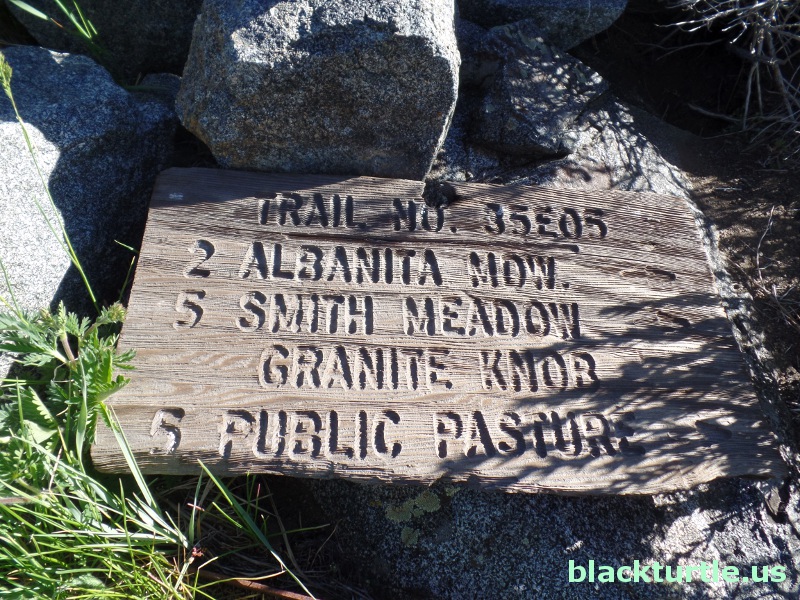 TRAIL NO. 35E05
2 ALBANITA MDW.
5 SMITH MEADOW
GRANITE KNOB
5 PUBLIC PASTURE
blackturtle.us